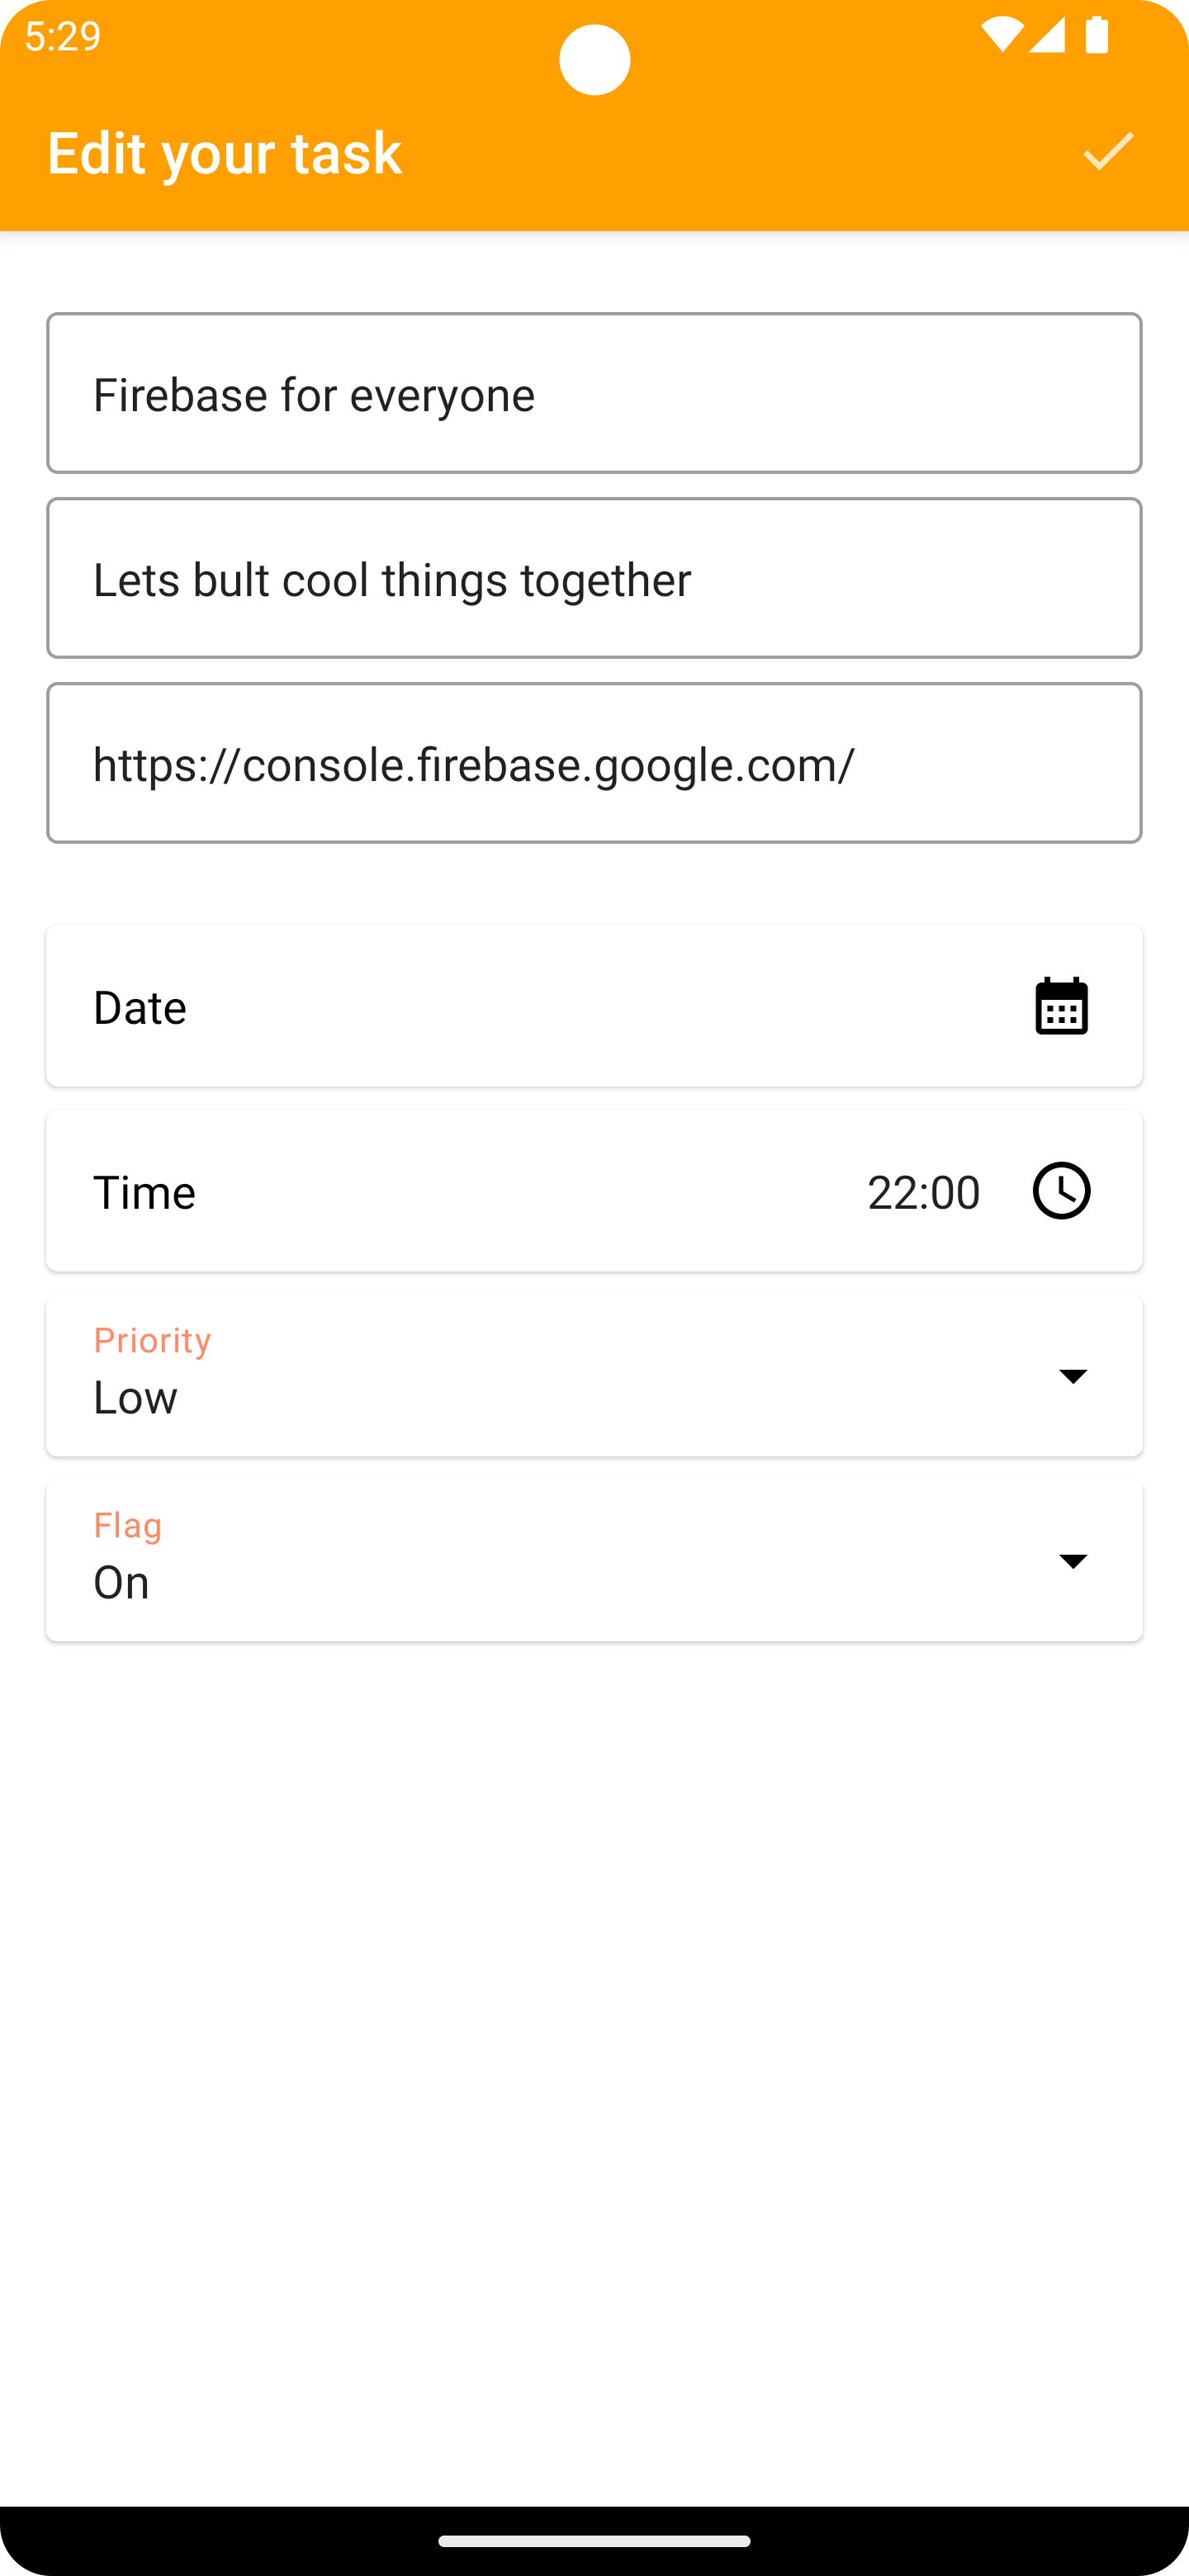 5:29
Edit your task
Firebase for everyone
Lets bult cool things together
https://console.firebase.google.com/
Date
Time 22:00
Priority
Low
Flag
On